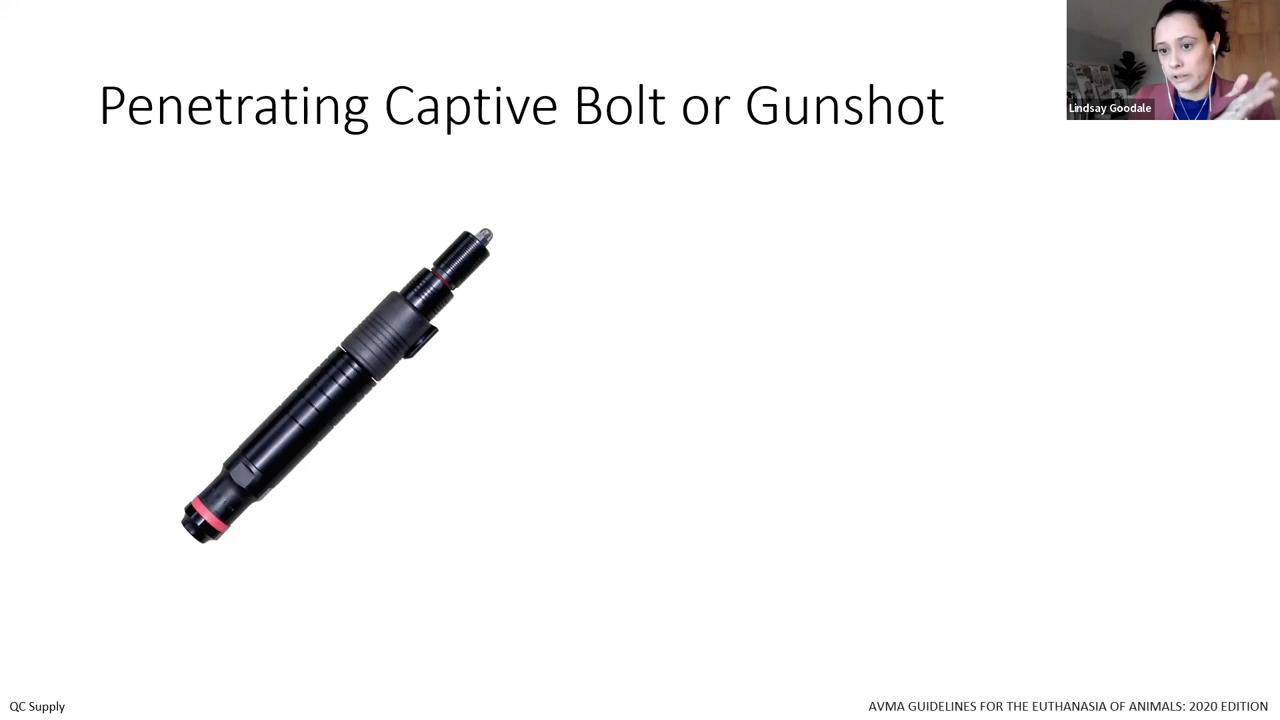 Penetrating Captive Bolt or Gunshot
Lindsay Goodale
QC Supply
AVMA GUIDELINES FOR THE EUTHANASIA OF ANIMALS: 2020 EDITION